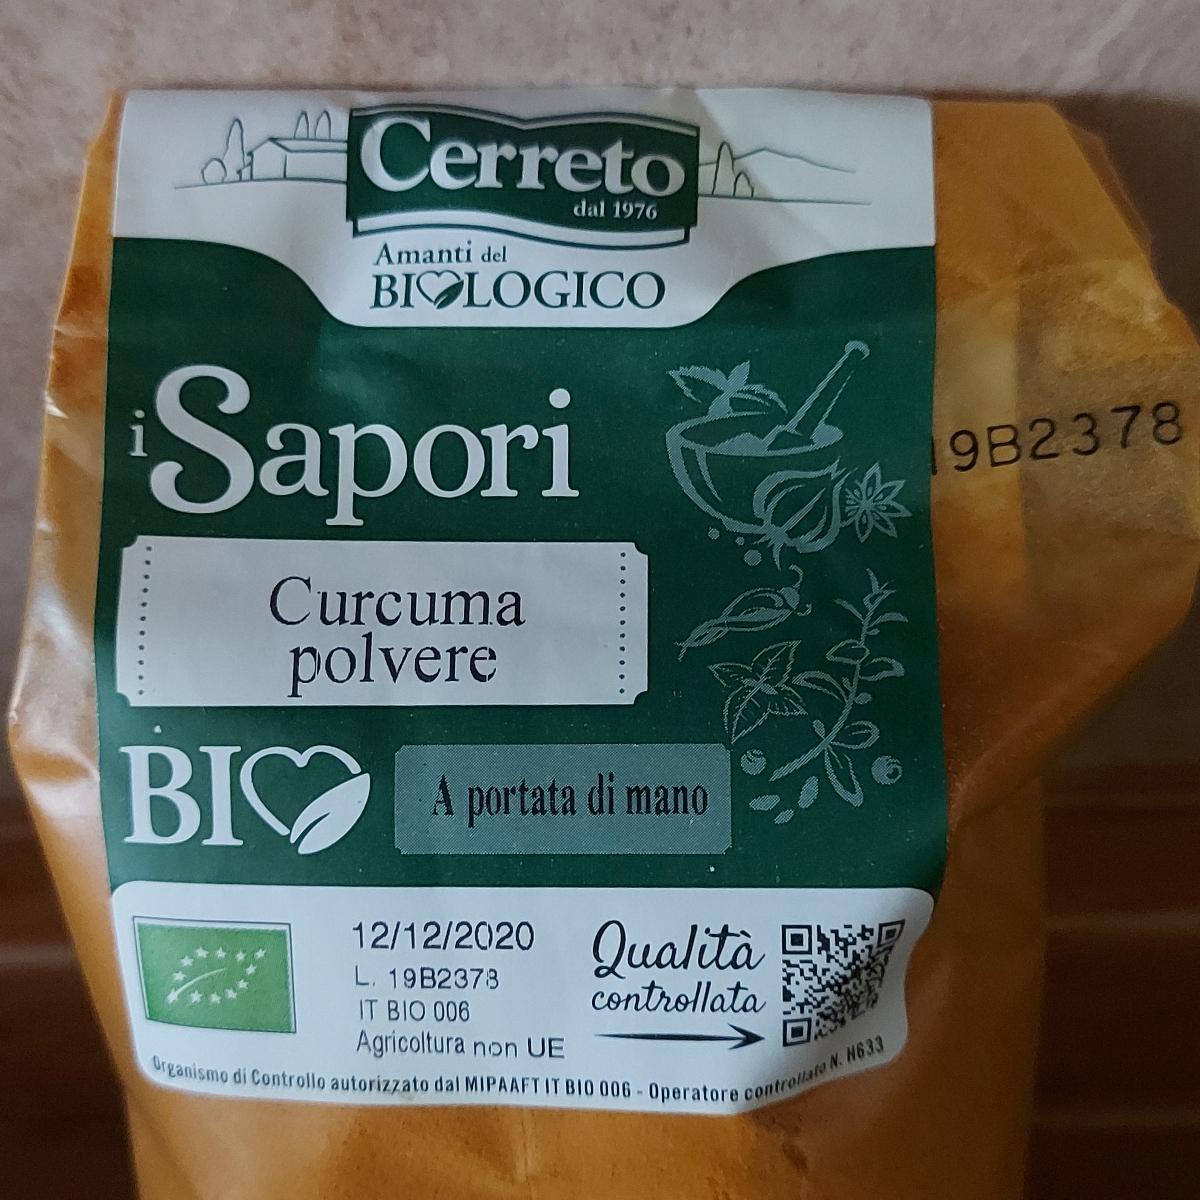 Cerreto
dal 1976
Amanti del
BIOLOGICO
i Sapori
19B2378
Curcuma
polvere
BIO
A portata di mano
12/12/2020
L. 19B2378
IT BIO 006
Agricoltura non UE
Qualità
controllata
Organismo di Controllo autorizzato dal MIPAAFT IT BIO 006 - Operatore controllato N. H633